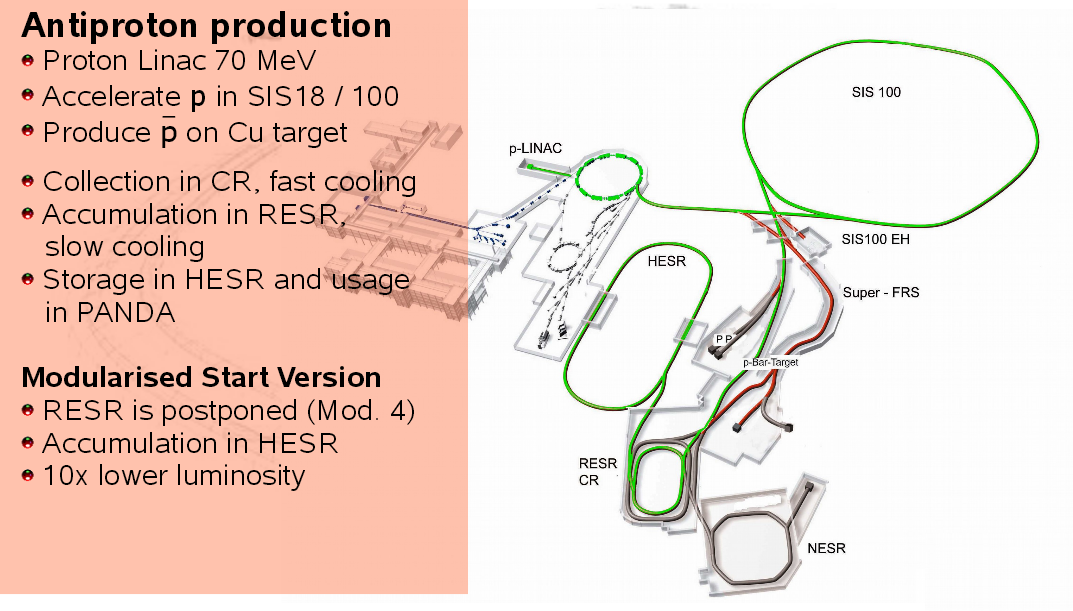 Antiproton production
Proton Linac 70 MeV
Accelerate p in SIS18 / 100
Produce p̄ on Cu target
Collection in CR, fast cooling
Accumulation in RESR,
slow cooling
Storage in HESR and usage
in PANDA
Modularised Start Version
RESR is postponed (Mod. 4)
Accumulation in HESR
10x lower luminosity
SIS 100
p-LINAC
SIS100 EH
HESR
Super - FRS
P P
p-Bar-Target
RESR
CR
NESR